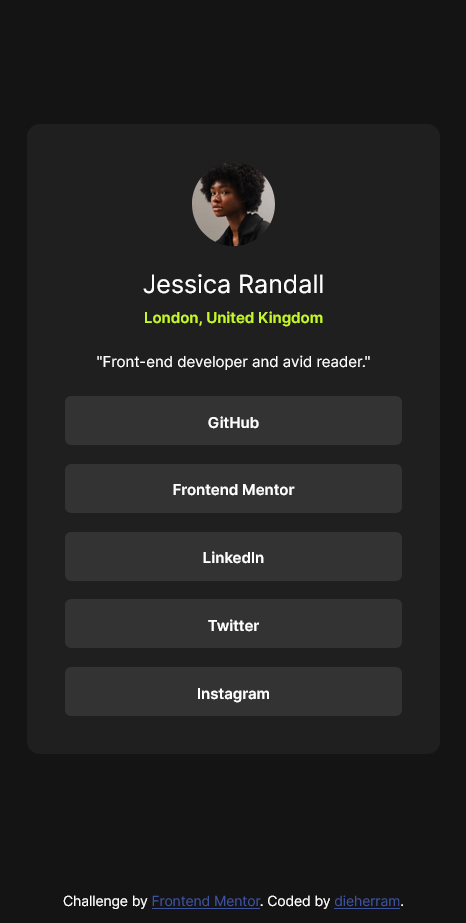 Jessica Randall
London, United Kingdom
"Front-end developer and avid reader."
GitHub
Frontend Mentor
LinkedIn
Twitter
Instagram
Challenge by Frontend Mentor. Coded by dieherram.